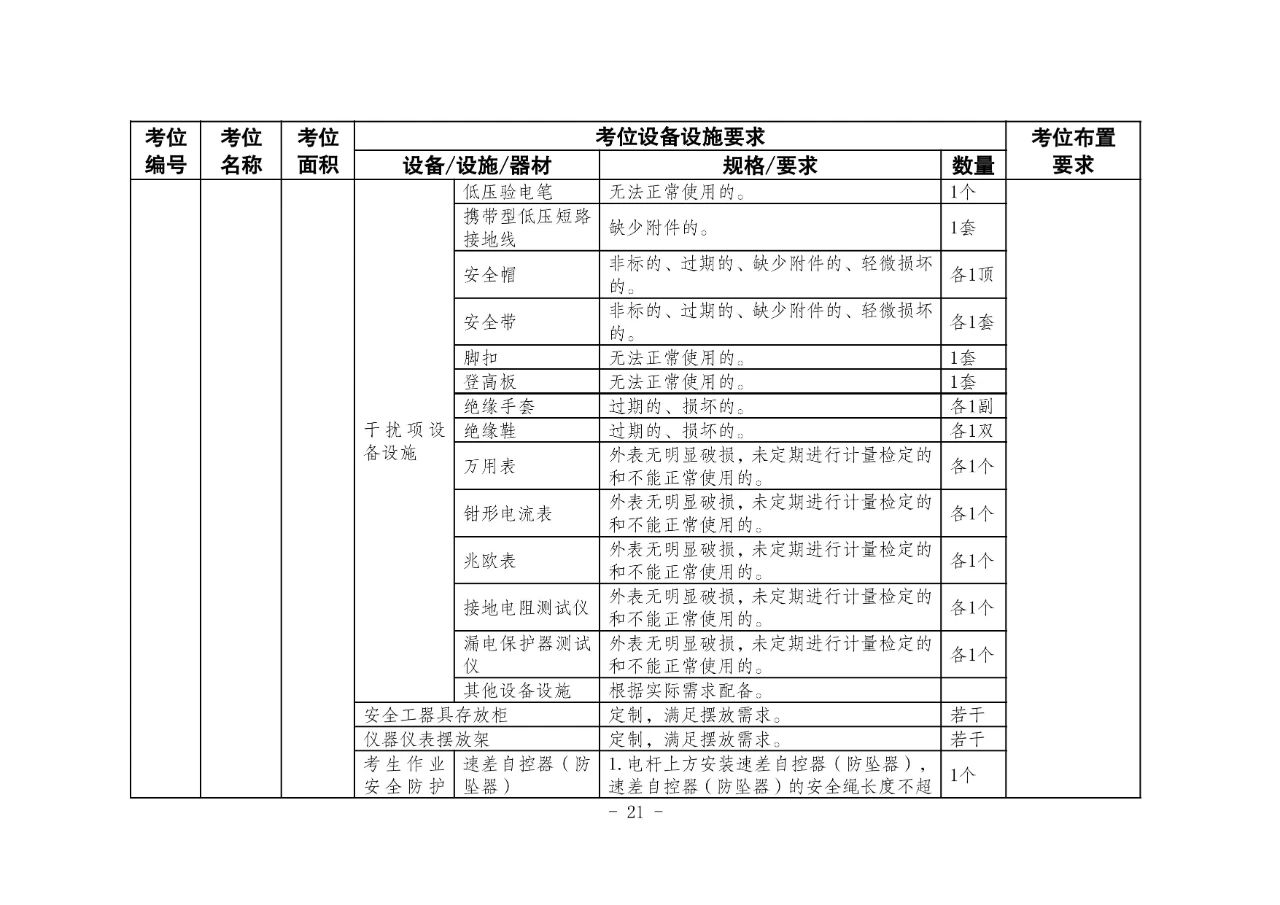 考位
编号
考位
名称
考位
面积
考位设备设施要求
考位布置
要求
设备/设施/器材
规格/要求
数量
干扰项设
备设施
低压验电笔
无法正常使用的。
1个
携带型低压短路
接地线
缺少附件的。
1套
安全帽
非标的、过期的、缺少附件的、轻微损坏
的。
各1顶
安全带
非标的、过期的、缺少附件的、轻微损坏
的。
各1套
脚扣
无法正常使用的。
1套
登高板
无法正常使用的。
1套
绝缘手套
过期的、损坏的。
各1副
绝缘鞋
过期的、损坏的。
各1双
万用表
外表无明显破损，未定期进行计量检定的
和不能正常使用的。
各1个
钳形电流表
外表无明显破损，未定期进行计量检定的
和不能正常使用的。
各1个
兆欧表
外表无明显破损，未定期进行计量检定的
和不能正常使用的。
各1个
接地电阻测试仪
外表无明显破损，未定期进行计量检定的
和不能正常使用的。
各1个
漏电保护器测试
仪
外表无明显破损，未定期进行计量检定的
和不能正常使用的。
各1个
其他设备设施
根据实际需求配备。
安全工器具存放柜
定制，满足摆放需求。
若干
仪器仪表摆放架
定制，满足摆放需求。
若干
考生作业
安全防护
速差自控器（防
坠器）
1.电杆上方安装速差自控器（防坠器），
速差自控器（防坠器）的安全绳长度不超
1个
- 21 -